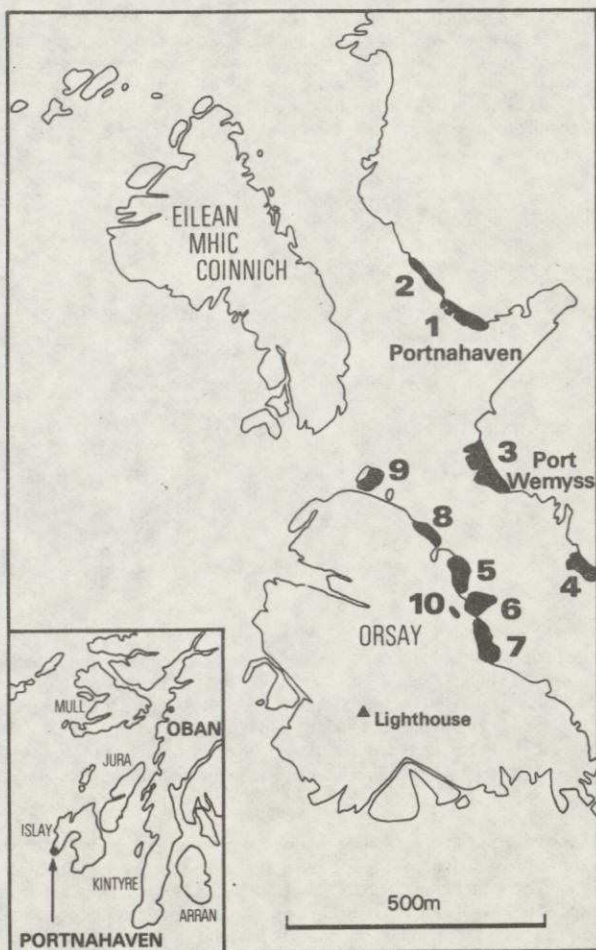 EILEAN
MHIC
COINNICH
2
1
Portnahaven
3
Port
Wemyss
9
8
5
4
10
6
7
ORSAY
Lighthouse
500m
MULL
OBAN
JURA
ISLAY
KINTYRE
ARRAN
PORTNAHAVEN